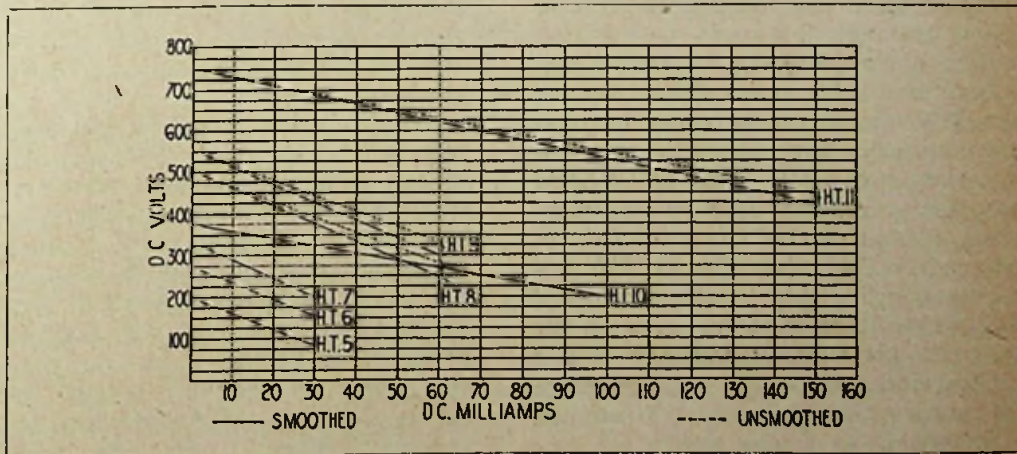 800
700
600
500
400
300
200
100
D.C. VOLTS
H.T.11
H.T.9
H.T.7
H.T.8
H.T.10
H.T.6
H.T.5
10 20 30 40 50 60 70 80 90 100 110 120 130 140 150 160
D.C. MILLIAMPS
SMOOTHED
UNSMOOTHED